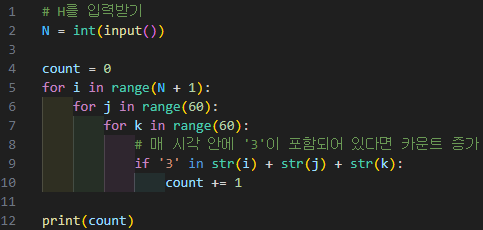 1 # H를 입력받기
2 N = int(input())
3
4 count = 0
5 for i in range(N + 1):
6     for j in range(60):
7         for k in range(60):
8             # 매 시각 안에 '3'이 포함되어 있다면 카운트 증가
9             if '3' in str(i) + str(j) + str(k):
10                 count += 1
11
12 print(count)